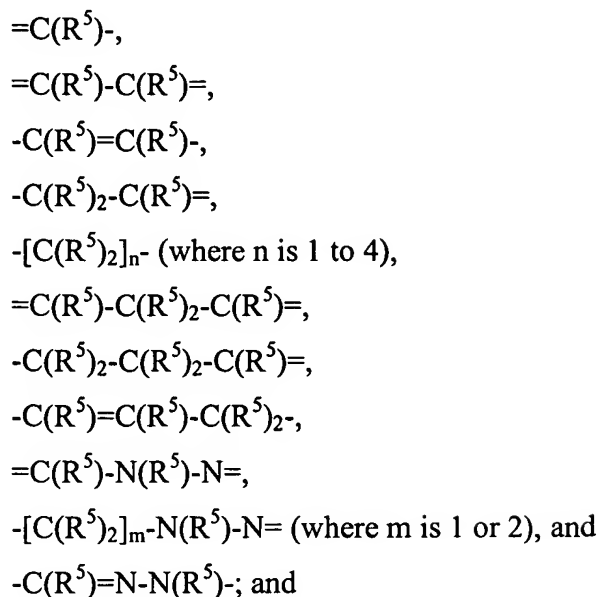 =C(R⁵)-,
=C(R⁵)-C(R⁵)=,
-C(R⁵)=C(R⁵)-,
-C(R⁵)₂-C(R⁵)=,
-[C(R⁵)₂]ₙ- (where n is 1 to 4),
=C(R⁵)-C(R⁵)₂-C(R⁵)=,
-C(R⁵)₂-C(R⁵)₂-C(R⁵)=,
-C(R⁵)=C(R⁵)-C(R⁵)₂-,
=C(R⁵)-N(R⁵)-N=,
-[C(R⁵)₂]ₘ-N(R⁵)-N= (where m is 1 or 2), and
-C(R⁵)=N-N(R⁵)-; and